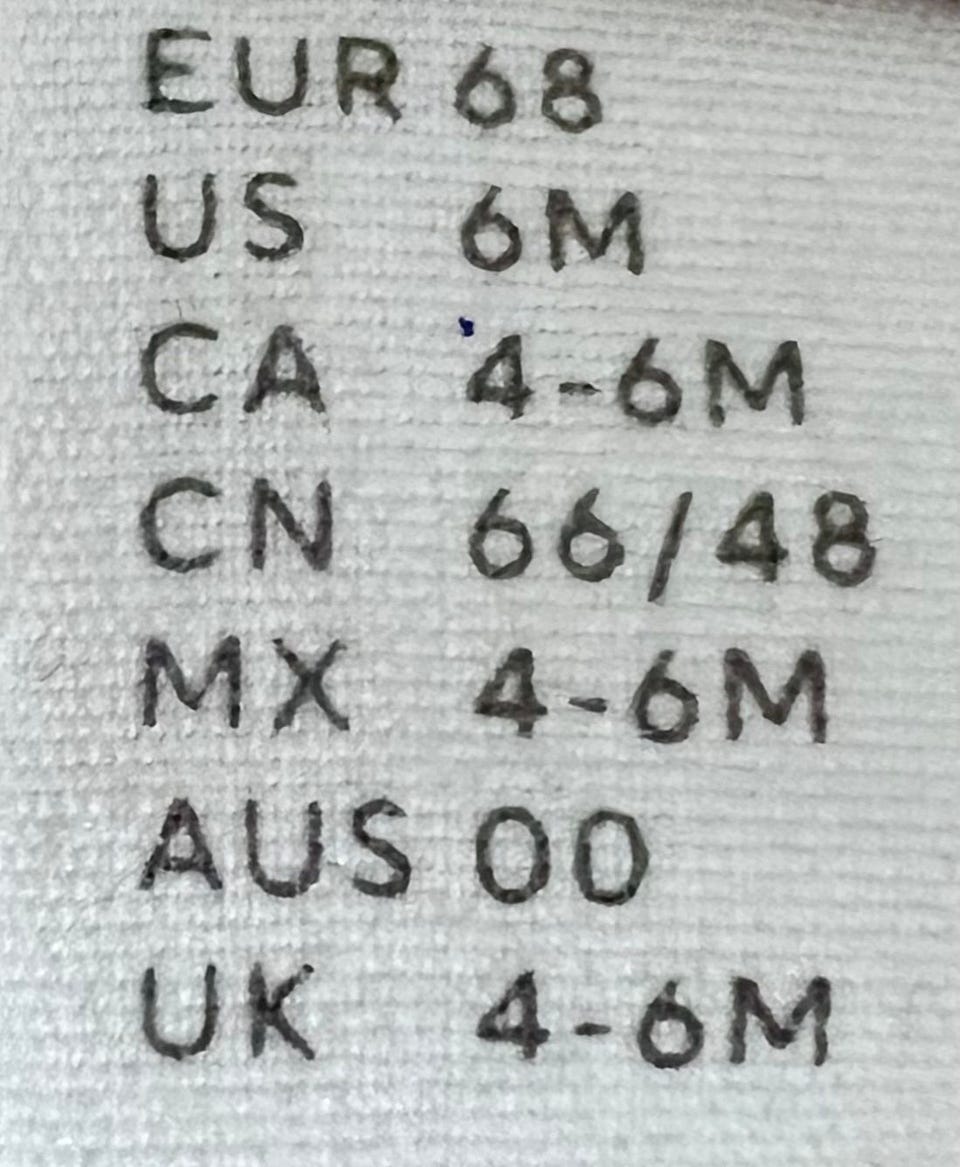 EUR 68
US 6M
CA 4-6M
CN 66/48
MX 4-6M
AUS 00
UK 4-6M